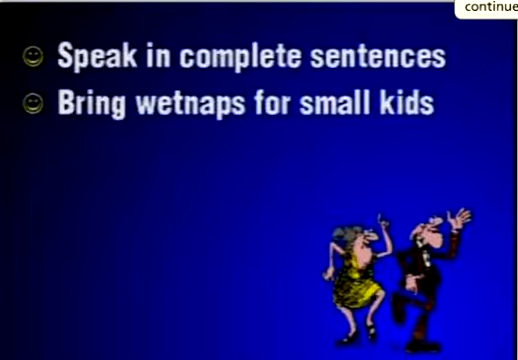 continue
Speak in complete sentences
Bring wetnaps for small kids